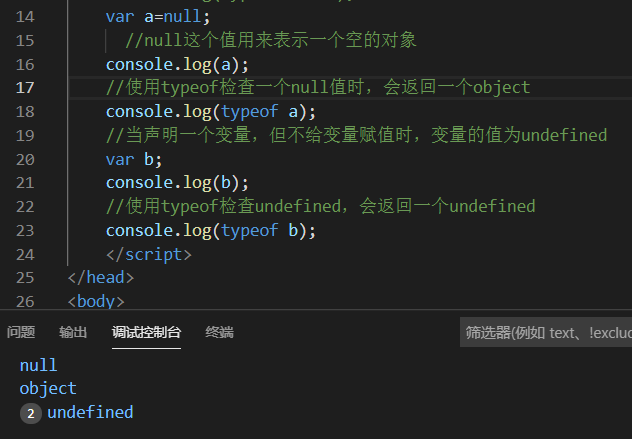 14 var a=null;
15 //null这个值用来表示一个空的对象
16 console.log(a);
17 //使用typeof检查一个null值时，会返回一个object
18 console.log(typeof a);
19 //当声明一个变量，但不给变量赋值时，变量的值为undefined
20 var b;
21 console.log(b);
22 //使用typeof检查undefined，会返回一个undefined
23 console.log(typeof b);
24 </script>
25 </head>
26 <body>
问题 输出 调试控制台 终端 筛选器(例如 text、!exclud
null
object
2 undefined